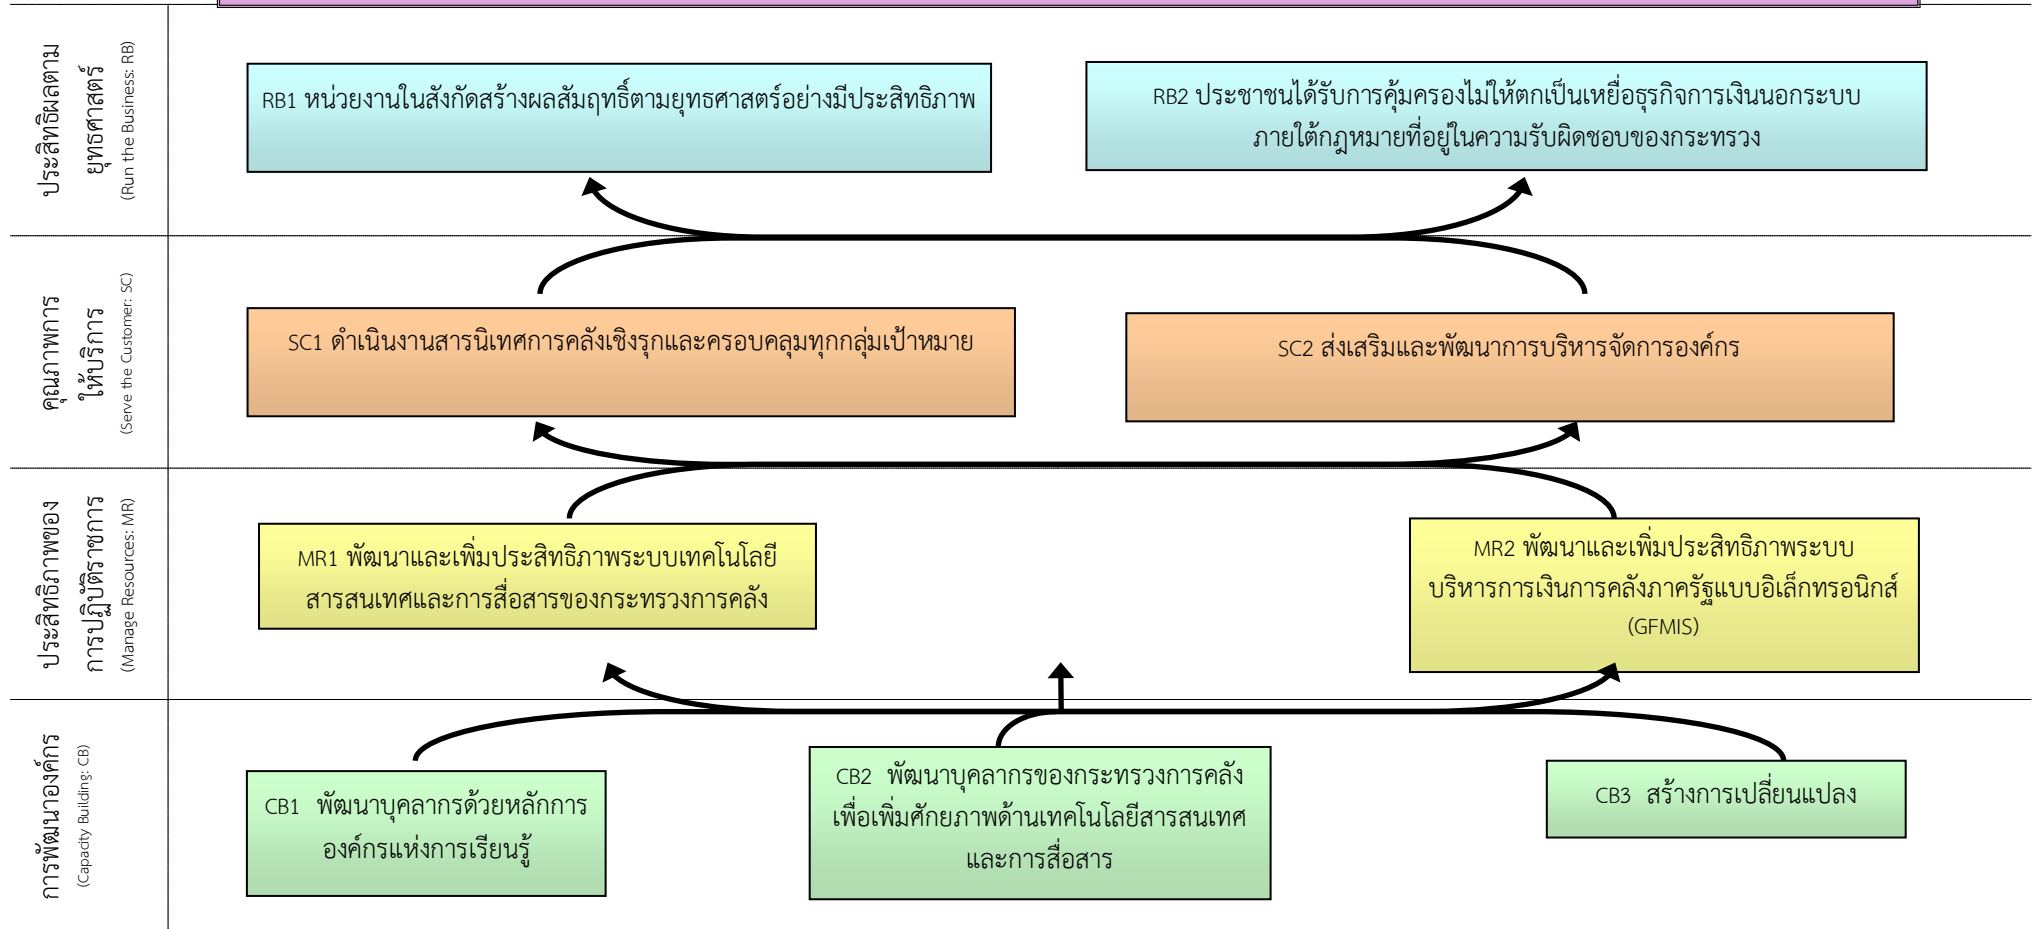 ประสิทธิผลตาม
ยุทธศาสตร์
(Run the Business: RB)
RB1 หน่วยงานในสังกัดสร้างผลสัมฤทธิ์ตามยุทธศาสตร์อย่างมีประสิทธิภาพ
RB2 ประชาชนได้รับการคุ้มครองไม่ให้ตกเป็นเหยื่อธุรกิจการเงินนอกระบบ
ภายใต้กฎหมายที่อยู่ในความรับผิดชอบของกระทรวง
คุณภาพการ
ให้บริการ
(Serve the Customer: SC)
SC1 ดำเนินงานสารนิเทศการคลังเชิงรุกและครอบคลุมทุกกลุ่มเป้าหมาย
SC2 ส่งเสริมและพัฒนาการบริหารจัดการองค์กร
ประสิทธิภาพของ
การปฏิบัติราชการ
(Manage Resources: MR)
MR1 พัฒนาและเพิ่มประสิทธิภาพระบบเทคโนโลยี
สารสนเทศและการสื่อสารของกระทรวงการคลัง
MR2 พัฒนาและเพิ่มประสิทธิภาพระบบ
บริหารการเงินการคลังภาครัฐแบบอิเล็กทรอนิกส์
(GFMIS)
การพัฒนาองค์กร
(Capacity Building: CB)
CB1 พัฒนาบุคลากรด้วยหลักการ
องค์กรแห่งการเรียนรู้
CB2 พัฒนาบุคลากรของกระทรวงการคลัง
เพื่อเพิ่มศักยภาพด้านเทคโนโลยีสารสนเทศ
และการสื่อสาร
CB3 สร้างการเปลี่ยนแปลง